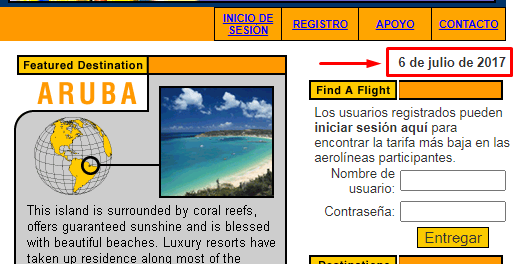 INICIO DE
SESIÓN
REGISTRO
APOYO
CONTACTO
6 de julio de 2017
Featured Destination
ARUBA
This island is surrounded by coral reefs,
offers guaranteed sunshine and is blessed
with beautiful beaches. Luxury resorts have
taken up residence along most of the
Find A Flight
Los usuarios registrados pueden
iniciar sesión aquí para
encontrar la tarifa más baja en las
aerolíneas participantes.
Nombre de
usuario:
Contraseña:
Entregar
Destinations